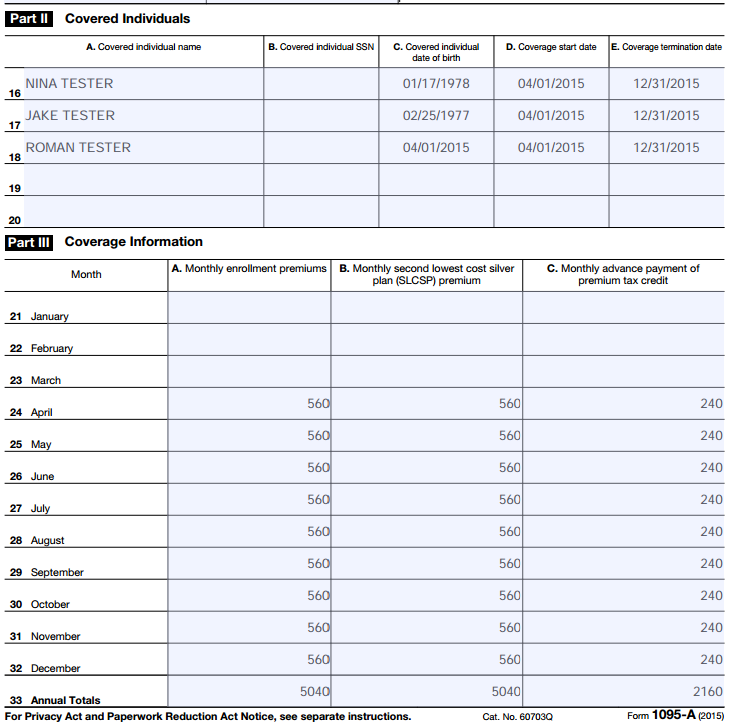 Part II Covered Individuals
A. Covered individual name B. Covered individual SSN C. Covered individual date of birth D. Coverage start date E. Coverage termination date
16 NINA TESTER 01/17/1978 04/01/2015 12/31/2015
17 JAKE TESTER 02/25/1977 04/01/2015 12/31/2015
18 ROMAN TESTER 04/01/2015 04/01/2015 12/31/2015
19
20
Part III Coverage Information
Month A. Monthly enrollment premiums B. Monthly second lowest cost silver plan (SLCSP) premium C. Monthly advance payment of premium tax credit
21 January
22 February
23 March
24 April 560 560 240
25 May 560 560 240
26 June 560 560 240
27 July 560 560 240
28 August 560 560 240
29 September 560 560 240
30 October 560 560 240
31 November 560 560 240
32 December 560 560 240
33 Annual Totals 5040 5040 2160
For Privacy Act and Paperwork Reduction Act Notice, see separate instructions. Cat. No. 60703Q Form 1095-A (2015)